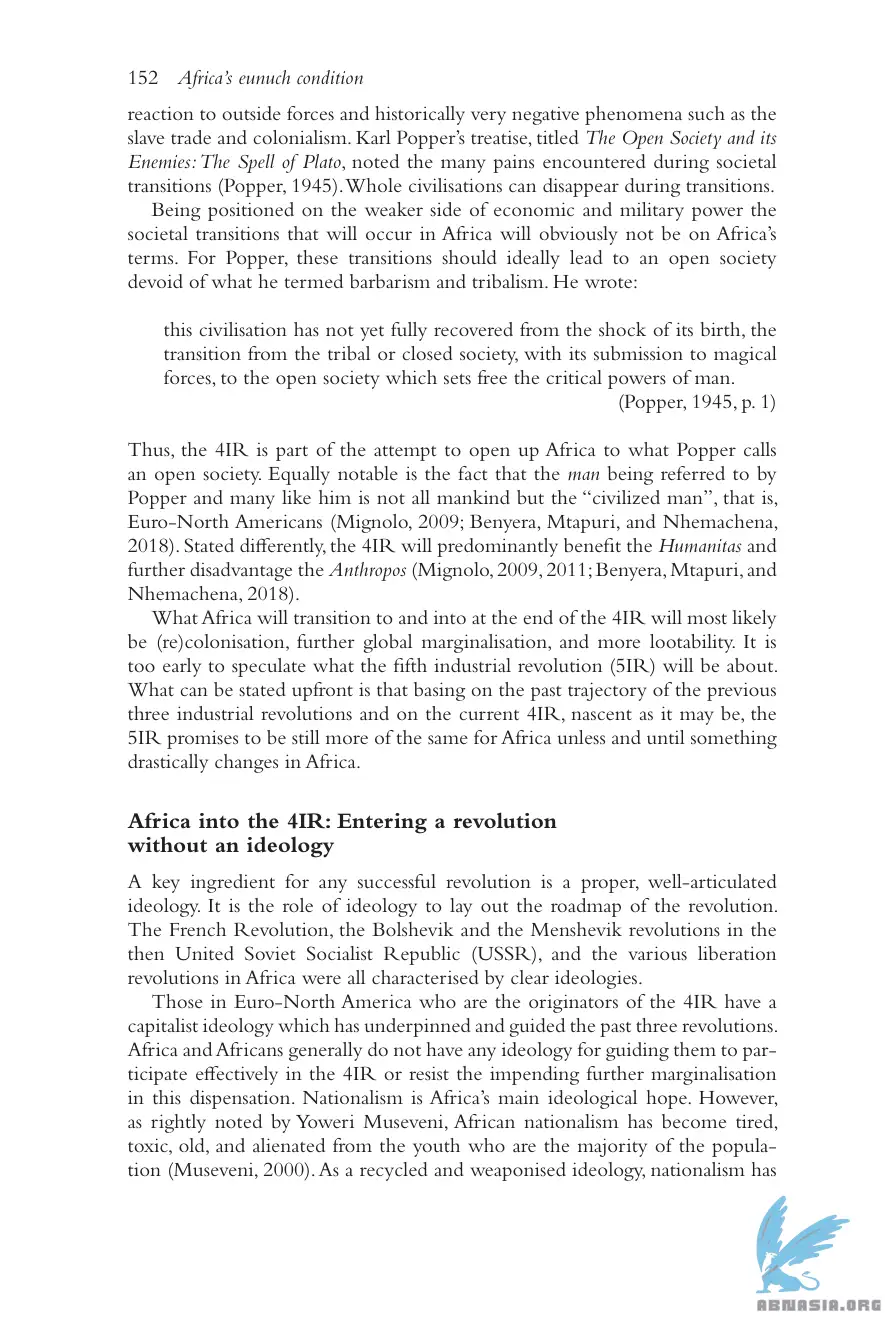 152 Africa’s eunuch condition
reaction to outside forces and historically very negative phenomena such as the
slave trade and colonialism. Karl Popper’s treatise, titled The Open Society and its
Enemies: The Spell of Plato, noted the many pains encountered during societal
transitions (Popper, 1945). Whole civilisations can disappear during transitions.
Being positioned on the weaker side of economic and military power the
societal transitions that will occur in Africa will obviously not be on Africa’s
terms. For Popper, these transitions should ideally lead to an open society
devoid of what he termed barbarism and tribalism. He wrote:
this civilisation has not yet fully recovered from the shock of its birth, the
transition from the tribal or closed society, with its submission to magical
forces, to the open society which sets free the critical powers of man.
(Popper, 1945, p. 1)
Thus, the 4IR is part of the attempt to open up Africa to what Popper calls
an open society. Equally notable is the fact that the man being referred to by
Popper and many like him is not all mankind but the “civilized man”, that is,
Euro-North Americans (Mignolo, 2009; Benyera, Mtapuri, and Nhemachena,
2018). Stated differently, the 4IR will predominantly benefit the Humanitas and
further disadvantage the Anthropos (Mignolo, 2009, 2011; Benyera, Mtapuri, and
Nhemachena, 2018).
What Africa will transition to and into at the end of the 4IR will most likely
be (re)colonisation, further global marginalisation, and more lootability. It is
too early to speculate what the fifth industrial revolution (5IR) will be about.
What can be stated upfront is that basing on the past trajectory of the previous
three industrial revolutions and on the current 4IR, nascent as it may be, the
5IR promises to be still more of the same for Africa unless and until something
drastically changes in Africa.
Africa into the 4IR: Entering a revolution
without an ideology
A key ingredient for any successful revolution is a proper, well-articulated
ideology. It is the role of ideology to lay out the roadmap of the revolution.
The French Revolution, the Bolshevik and the Menshevik revolutions in the
then United Soviet Socialist Republic (USSR), and the various liberation
revolutions in Africa were all characterised by clear ideologies.
Those in Euro-North America who are the originators of the 4IR have a
capitalist ideology which has underpinned and guided the past three revolutions.
Africa and Africans generally do not have any ideology for guiding them to par-
ticipate effectively in the 4IR or resist the impending further marginalisation
in this dispensation. Nationalism is Africa’s main ideological hope. However,
as rightly noted by Yoweri Museveni, African nationalism has become tired,
toxic, old, and alienated from the youth who are the majority of the popula-
tion (Museveni, 2000). As a recycled and weaponised ideology, nationalism has
ABNASIA.ORG